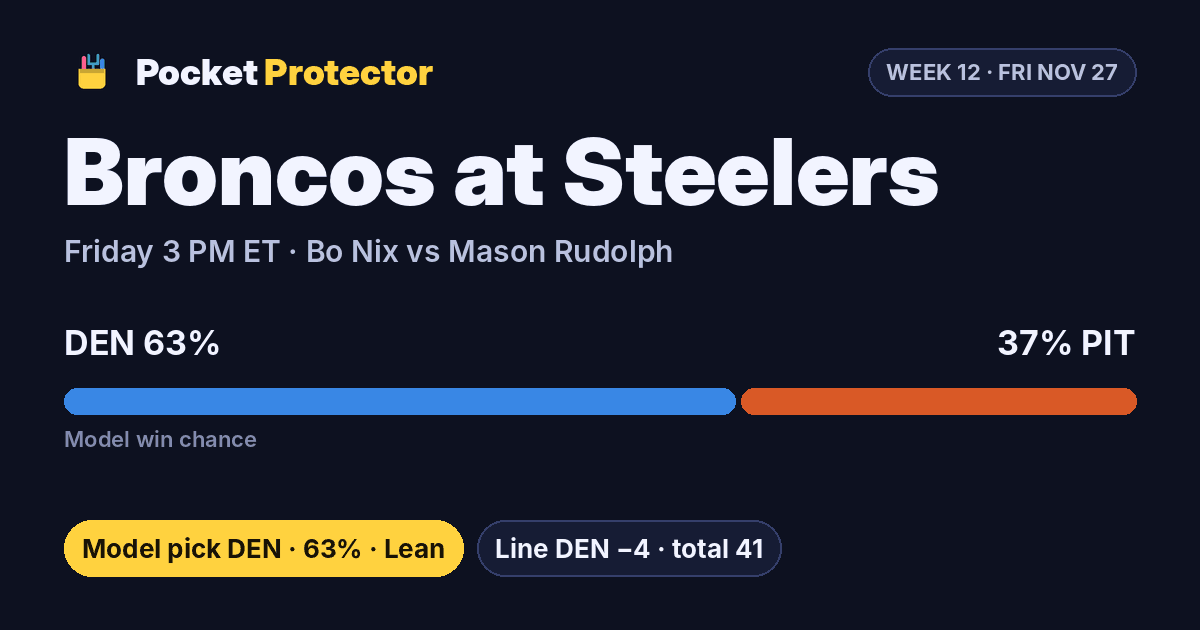 Pocket Protector
WEEK 12 · FRI NOV 27
Broncos at Steelers
Friday 3 PM ET · Bo Nix vs Mason Rudolph
DEN 63%
37% PIT
Model win chance
Model pick DEN · 63% · Lean
Line DEN −4 · total 41